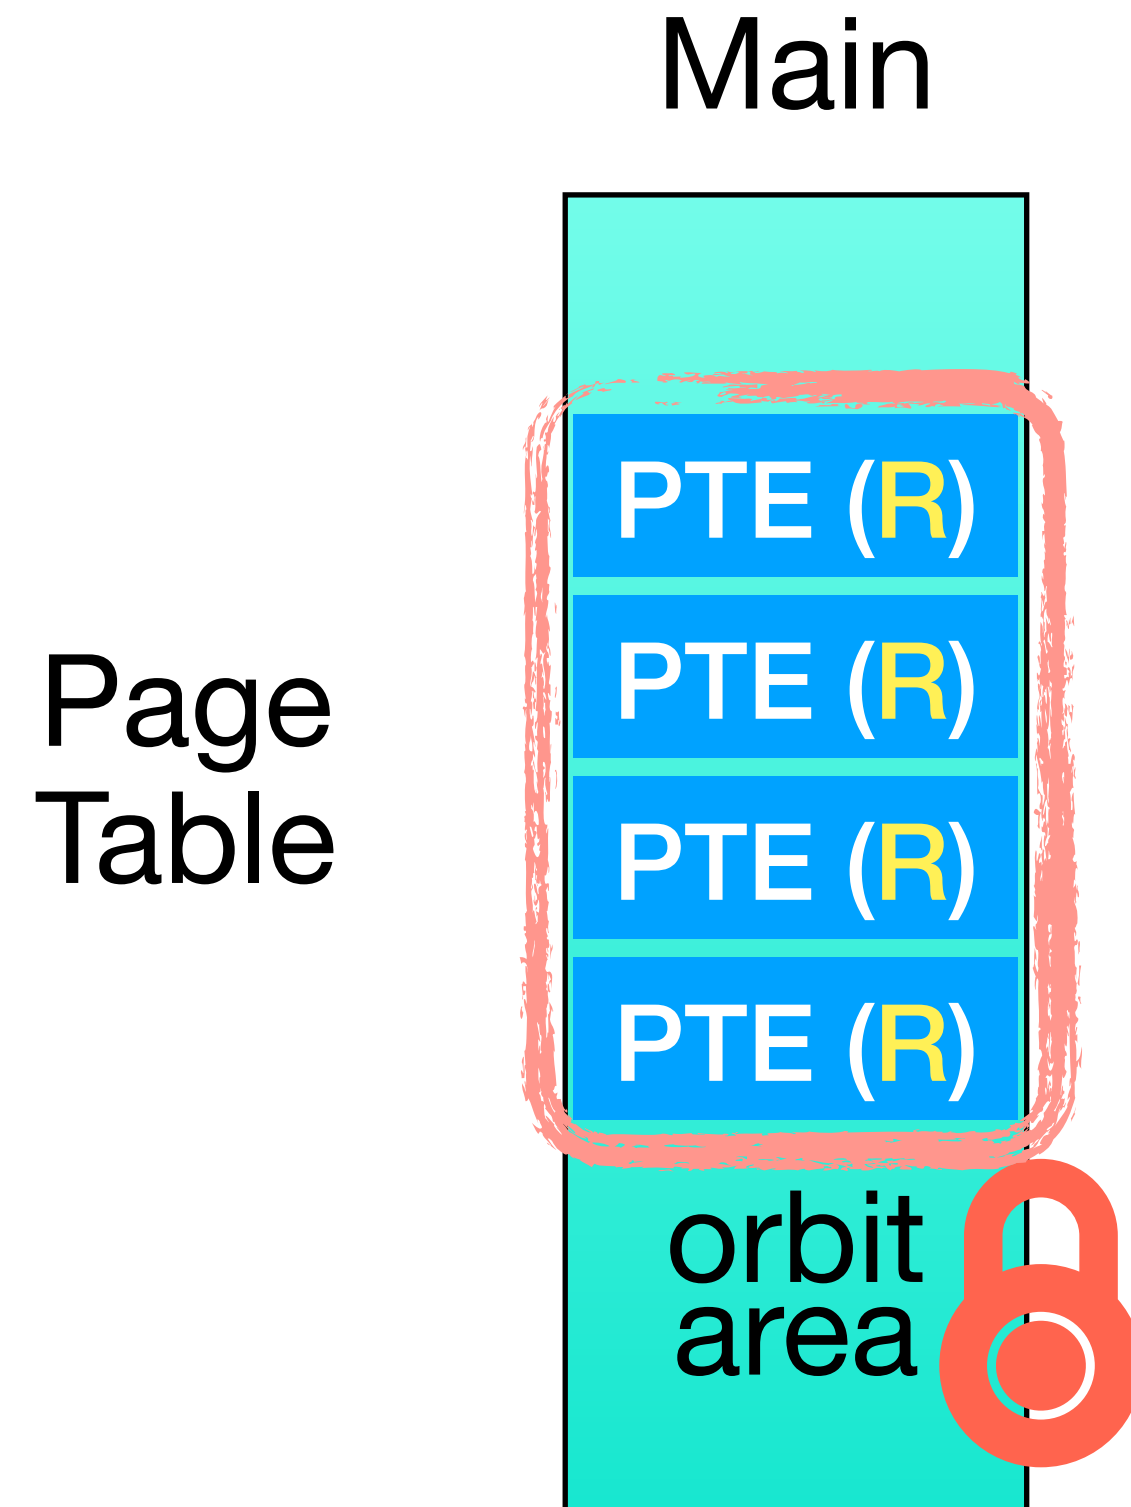 Main
PTE (R)
PTE (R)
Page
Table
PTE (R)
PTE (R)
orbit
area